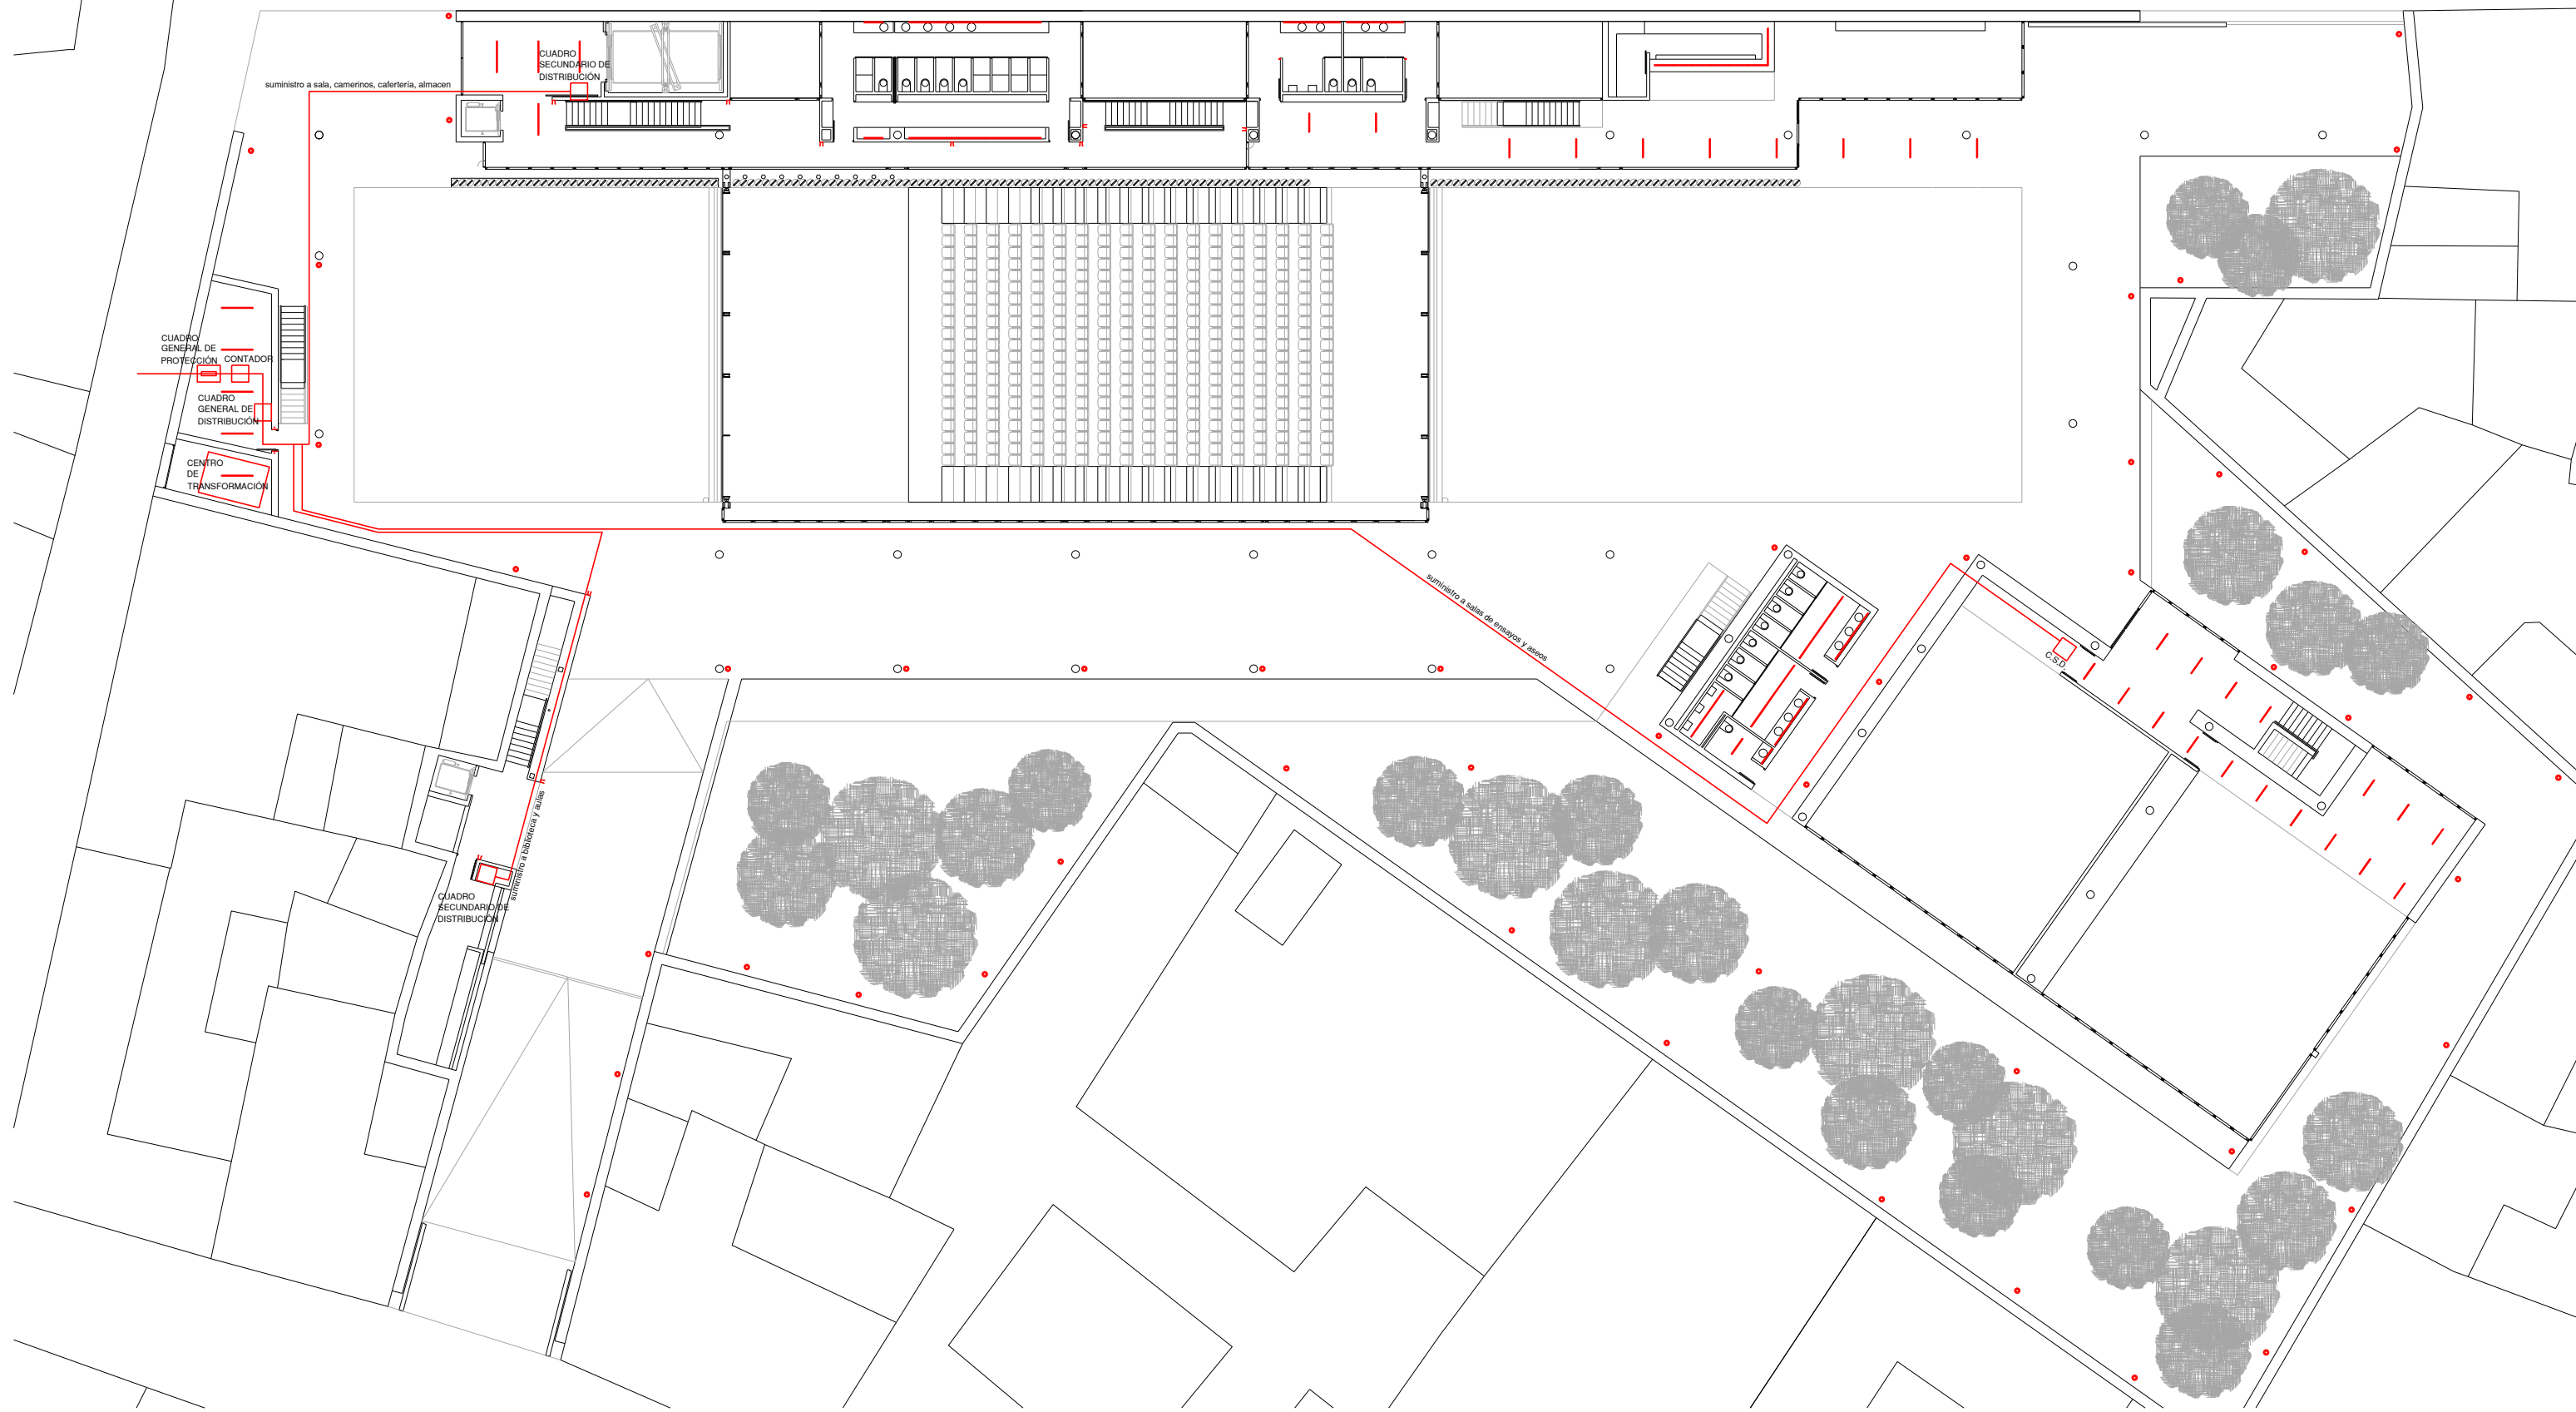 CUADRO
SECUNDARIO DE
DISTRIBUCIÓN
suministro a sala, camerinos, cafertería, almacen
CUADRO
GENERAL DE
PROTECCIÓN
CONTADOR
CUADRO
GENERAL DE
DISTRIBUCIÓN
CENTRO
DE
TRANSFORMACIÓN
suministro a salas de ensayos y aseos
C.S.D.
suministro a biblioteca y aulas
CUADRO
SECUNDARIO DE
DISTRIBUCIÓN